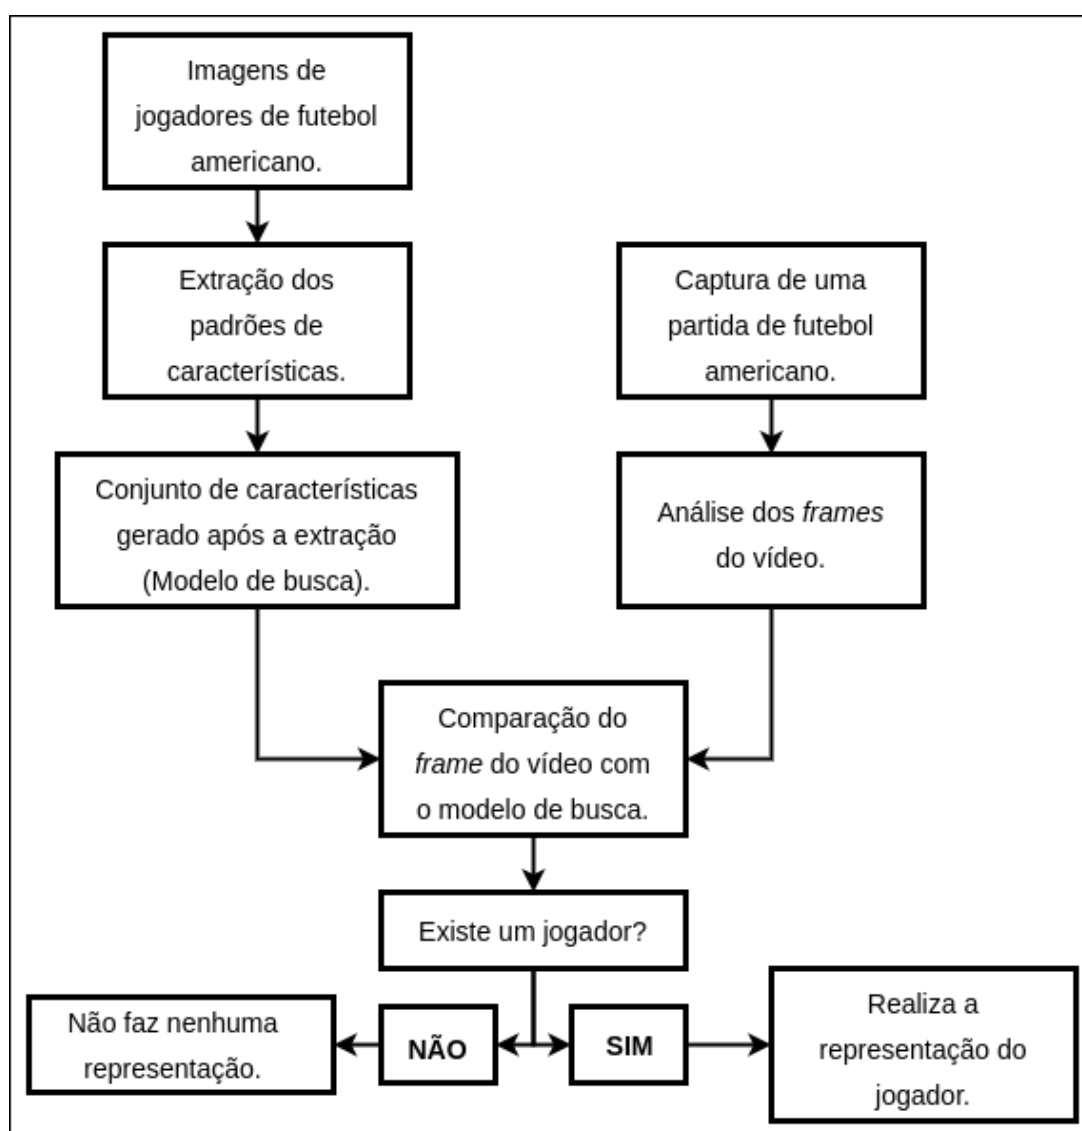 Imagens de
jogadores de futebol
americano.
Extração dos
padrões de
características.
Captura de uma
partida de futebol
americano.
Conjunto de características
gerado após a extração
(Modelo de busca).
Análise dos frames
do vídeo.
Comparação do
frame do vídeo com
o modelo de busca.
Existe um jogador?
Não faz nenhuma
representação.
NÃO
SIM
Realiza a
representação do
jogador.